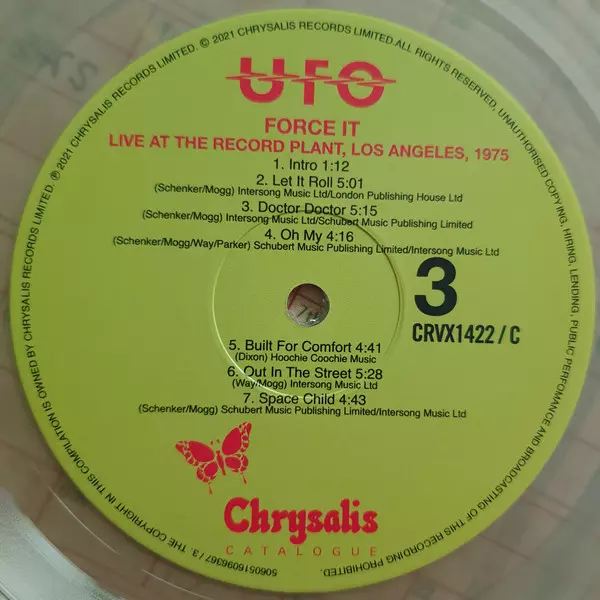 UFO
FORCE IT
LIVE AT THE RECORD PLANT, LOS ANGELES, 1975
1. Intro 1:12
2. Let It Roll 5:01
(Schenker/Mogg) Intersong Music Ltd/London Publishing House Ltd
3. Doctor Doctor 5:15
(Schenker/Mogg) Intersong Music Ltd/Schubert Music Publishing Limited
4. Oh My 4:16
(Schenker/Mogg/Way/Parker) Schubert Music Publishing Limited/Intersong Music Ltd
3
CRVX1422/C
5. Built For Comfort 4:41
(Dixon) Hoochie Coochie Music
6. Out In The Street 5:28
(Way/Mogg) Intersong Music Ltd
7. Space Child 4:43
(Schenker/Mogg) Schubert Music Publishing Limited/Intersong Music Ltd
Chrysalis
CATALOGUE
5060516096367 / 3. THE COPYRIGHT IN THIS COMPILATION IS OWNED BY CHRYSALIS RECORDS LIMITED. ℗ 2021 CHRYSALIS RECORDS LIMITED. © 2021 CHRYSALIS RECORDS LIMITED. ALL RIGHTS RESERVED, UNAUTHORISED COPYING, HIRING, LENDING, PUBLIC PERFOMANCE AND BROADCASTING OF THIS RECORDING PROHIBITED.